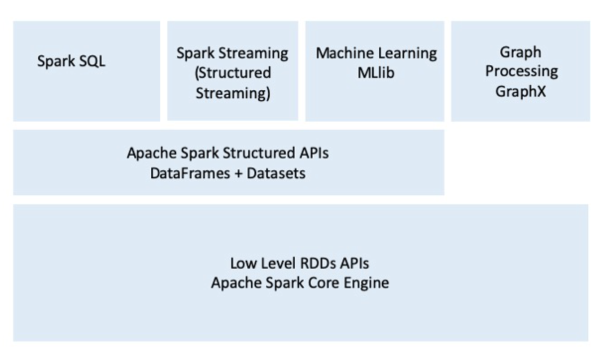 Spark SQL
Spark Streaming
(Structured
Streaming)
Machine Learning
MLlib
Graph
Processing
GraphX
Apache Spark Structured APIs
DataFrames + Datasets
Low Level RDDs APIs
Apache Spark Core Engine